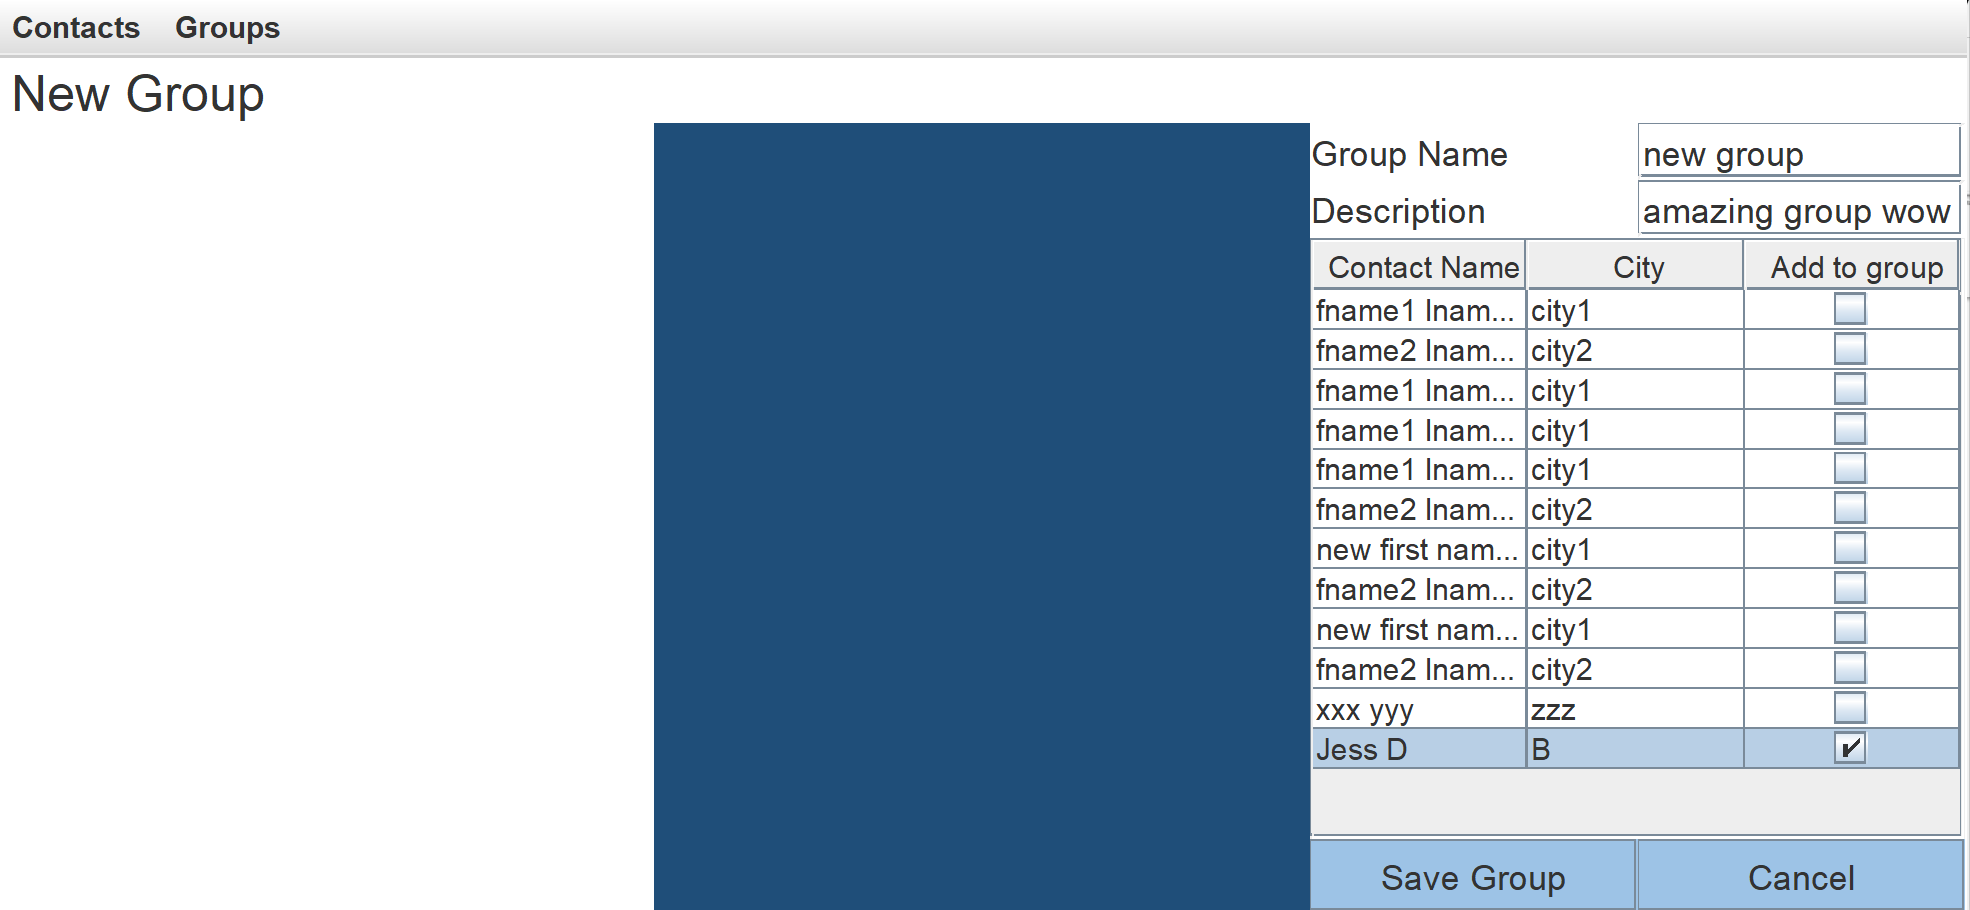 Contacts Groups
New Group
Group Name new group
Description amazing group wow
Contact Name City Add to group
fname1 lnam... city1
fname2 lnam... city2
fname1 lnam... city1
fname1 lnam... city1
fname1 lnam... city1
fname2 lnam... city2
new first nam... city1
fname2 lnam... city2
new first nam... city1
fname2 lnam... city2
xxx yyy zzz
Jess D B
Save Group Cancel